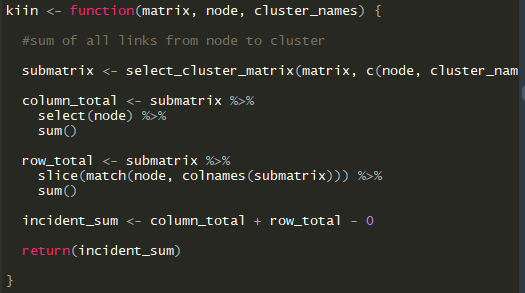 kiin <- function(matrix, node, cluster_names) {
#sum of all links from node to cluster
submatrix <- select_cluster_matrix(matrix, c(node, cluster_nam
column_total <- submatrix %>%
select(node) %>%
sum()
row_total <- submatrix %>%
slice(match(node, colnames(submatrix))) %>%
sum()
incident_sum <- column_total + row_total - 0
return(incident_sum)
}